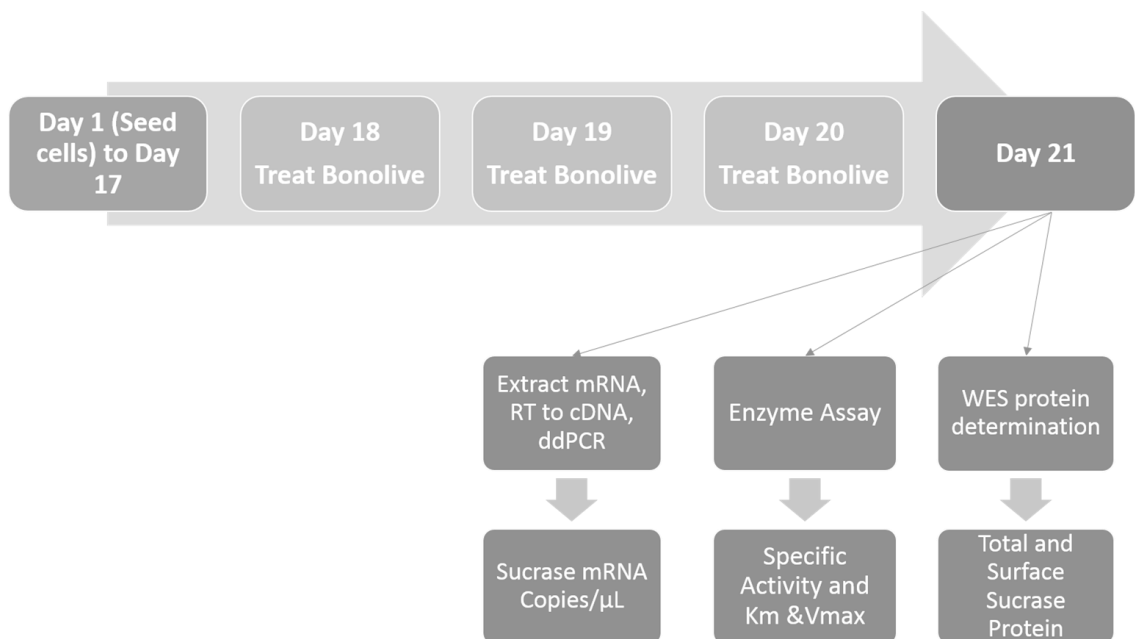 Day 1 (Seed
cells) to Day
17
Day 18
Treat Bonolive
Day 19
Treat Bonolive
Day 20
Treat Bonolive
Day 21
Extract mRNA,
RT to cDNA,
ddPCR
Enzyme Assay
WES protein
determination
Sucrase mRNA
Copies/µL
Specific
Activity and
Km &Vmax
Total and
Surface
Sucrase
Protein